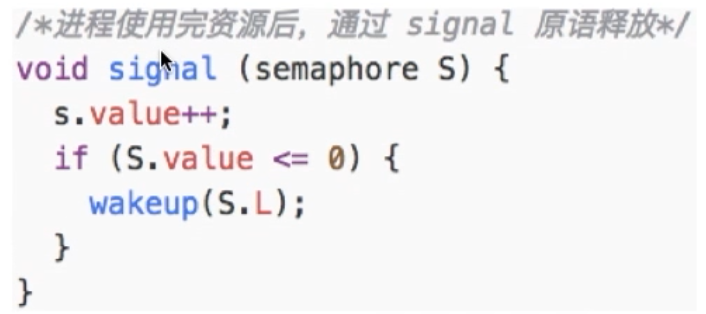 /*进程使用完资源后，通过 signal 原语释放*/
void signal (semaphore S) {
s.value++;
if (S.value <= 0) {
wakeup(S.L);
}
}